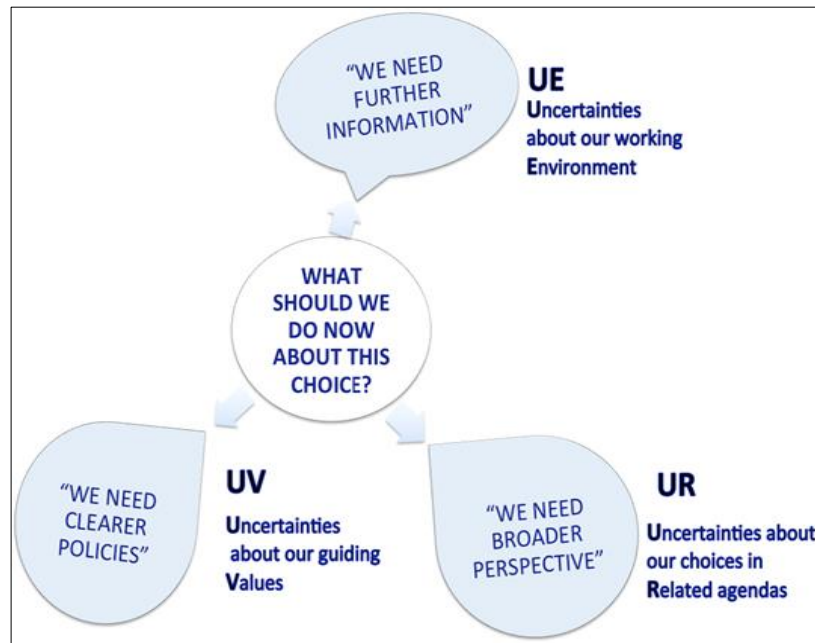 “WE NEED
FURTHER
INFORMATION”
UE
Uncertainties
about our working
Environment
WHAT
SHOULD WE
DO NOW
ABOUT THIS
CHOICE?
“WE NEED
CLEARER
POLICIES”
UV
Uncertainties
about our guiding
Values
“WE NEED
BROADER
PERSPECTIVE”
UR
Uncertainties about
our choices in
Related agendas